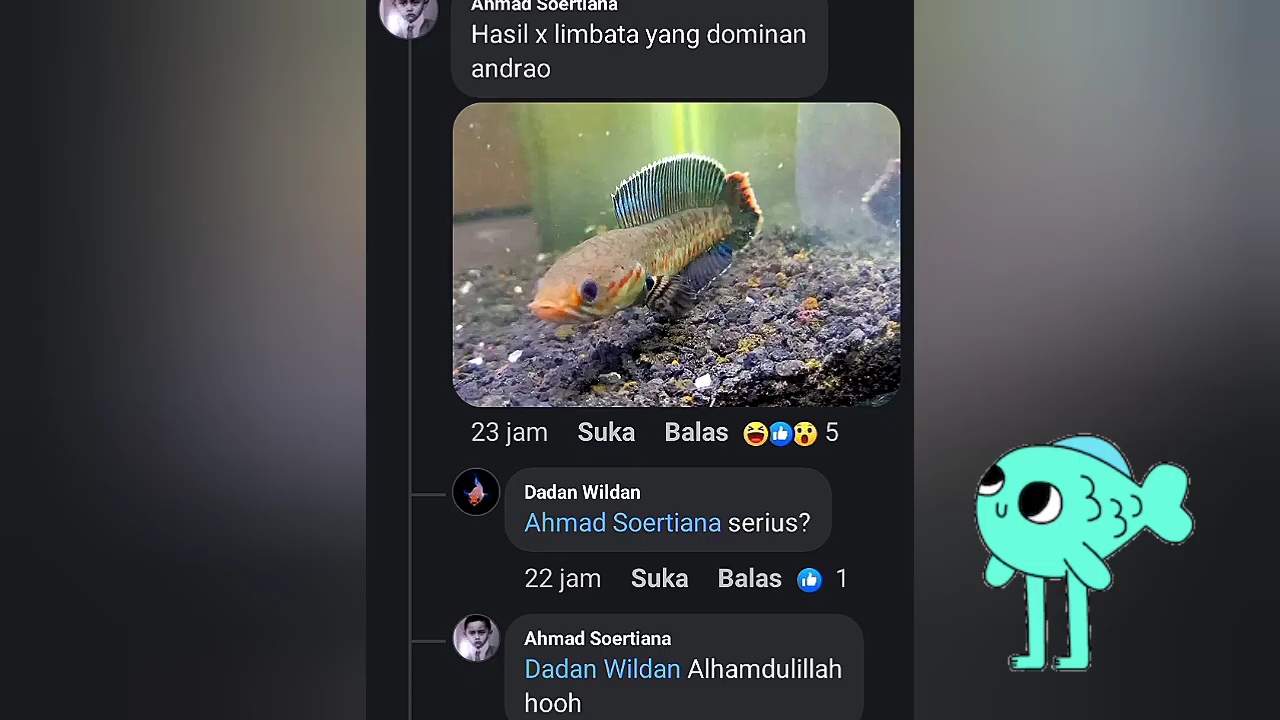 Ahmad Soertiana
Hasil x limbata yang dominan
andrao
23 jam Suka Balas 5
Dadan Wildan
Ahmad Soertiana serius?
22 jam Suka Balas 1
Ahmad Soertiana
Dadan Wildan Alhamdulillah
hooh